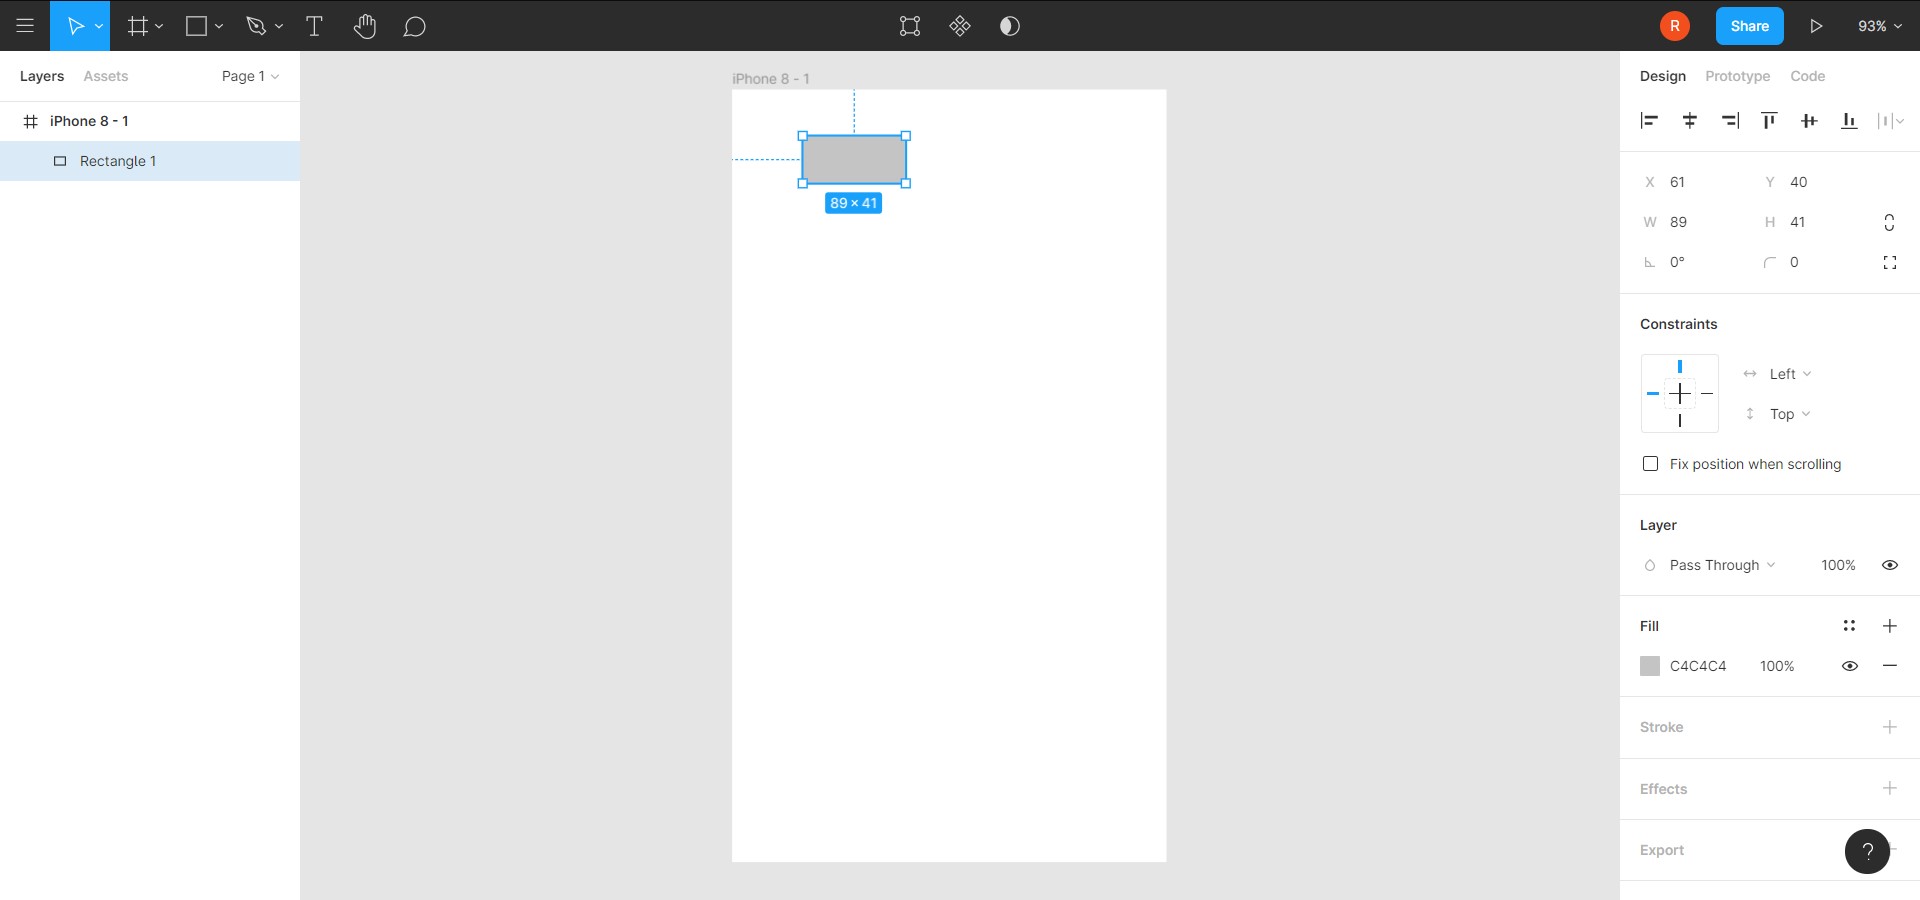 R
Share
93%
Layers
Assets
Page 1
iPhone 8 - 1
Rectangle 1
iPhone 8 - 1
89 × 41
Design
Prototype
Code
X 61
Y 40
W 89
H 41
0°
0
Constraints
Left
Top
Fix position when scrolling
Layer
Pass Through
100%
Fill
C4C4C4
100%
Stroke
Effects
Export
?